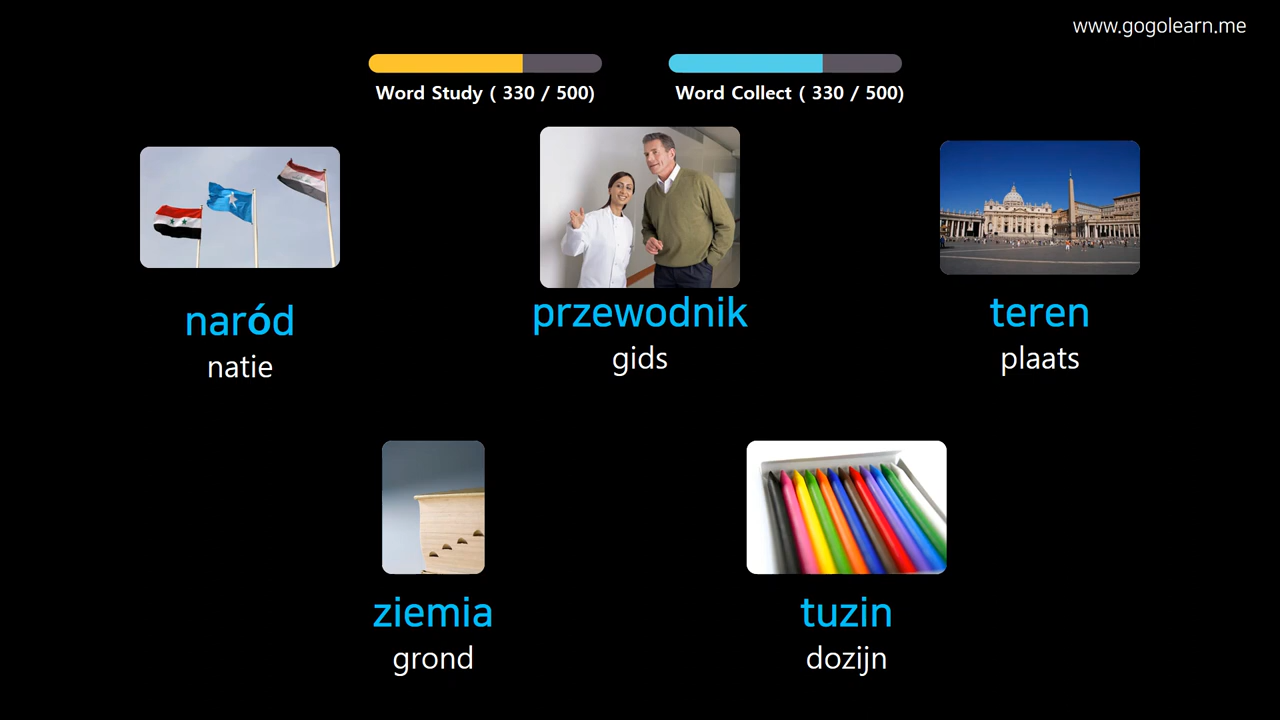 www.gogolearn.me
Word Study ( 330 / 500)
Word Collect ( 330 / 500)
naród
natie
przewodnik
gids
teren
plaats
ziemia
grond
tuzin
dozijn